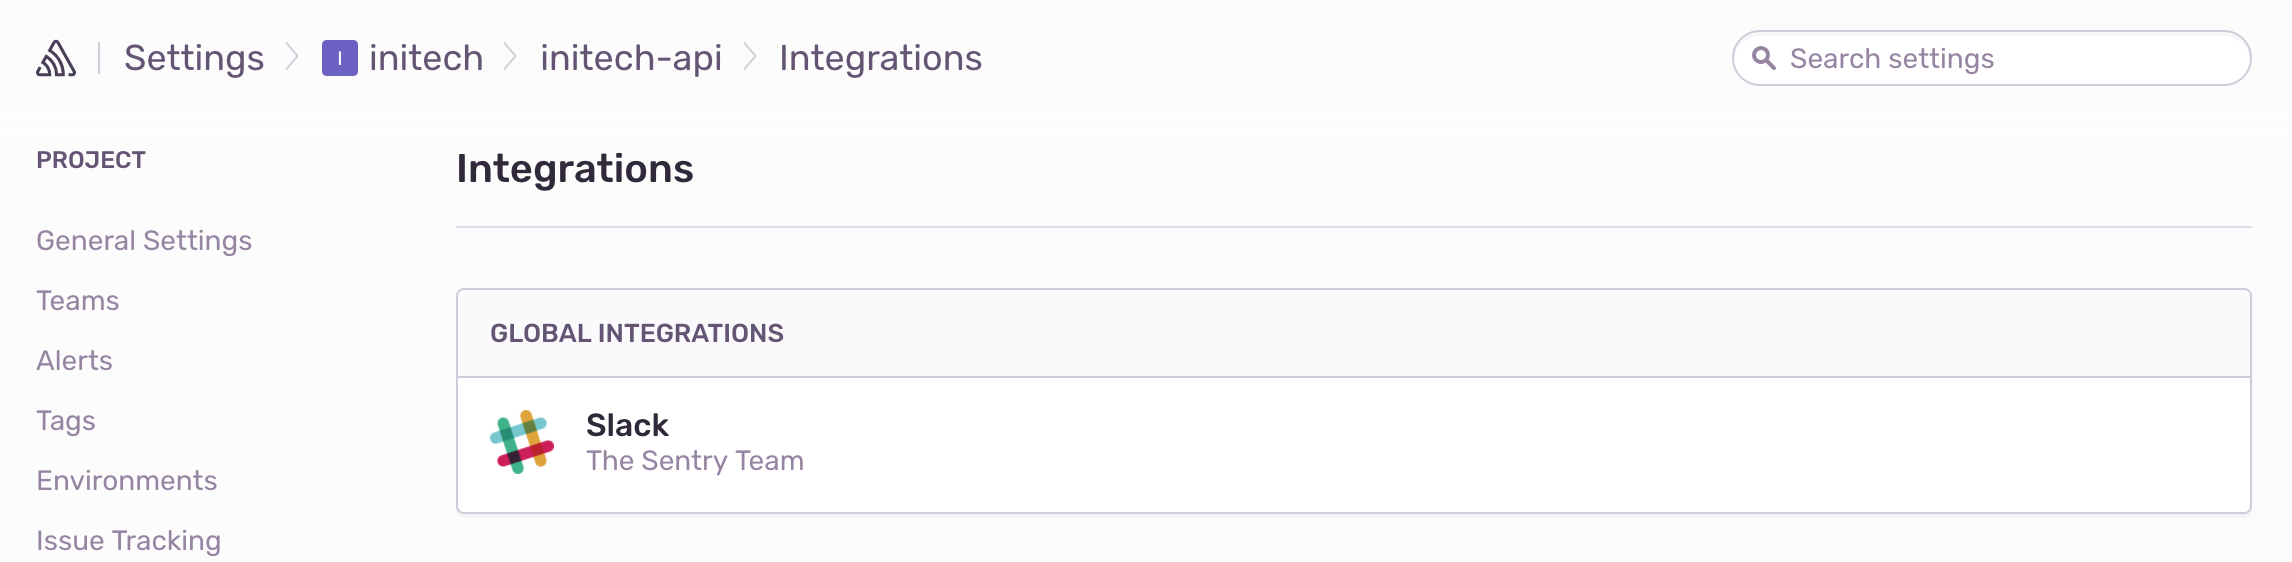 Settings > I initech > initech-api > Integrations
Search settings
PROJECT
Integrations
General Settings
Teams
Alerts
Tags
Environments
Issue Tracking
GLOBAL INTEGRATIONS
Slack
The Sentry Team